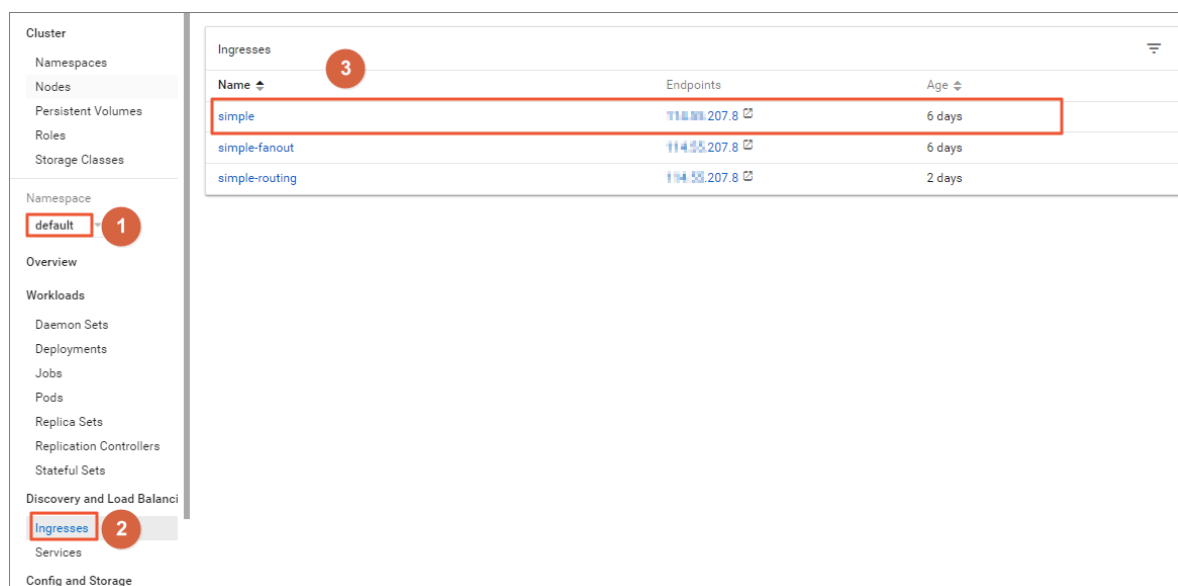 Cluster
Namespaces
Nodes
Persistent Volumes
Roles
Storage Classes
Namespace
default
1
Overview
Workloads
Daemon Sets
Deployments
Jobs
Pods
Replica Sets
Replication Controllers
Stateful Sets
Discovery and Load Balanci
Ingresses
2
Services
Config and Storage
Ingresses
3
Name Endpoints Age
simple .207.8 6 days
simple-fanout .207.8 6 days
simple-routing .207.8 2 days